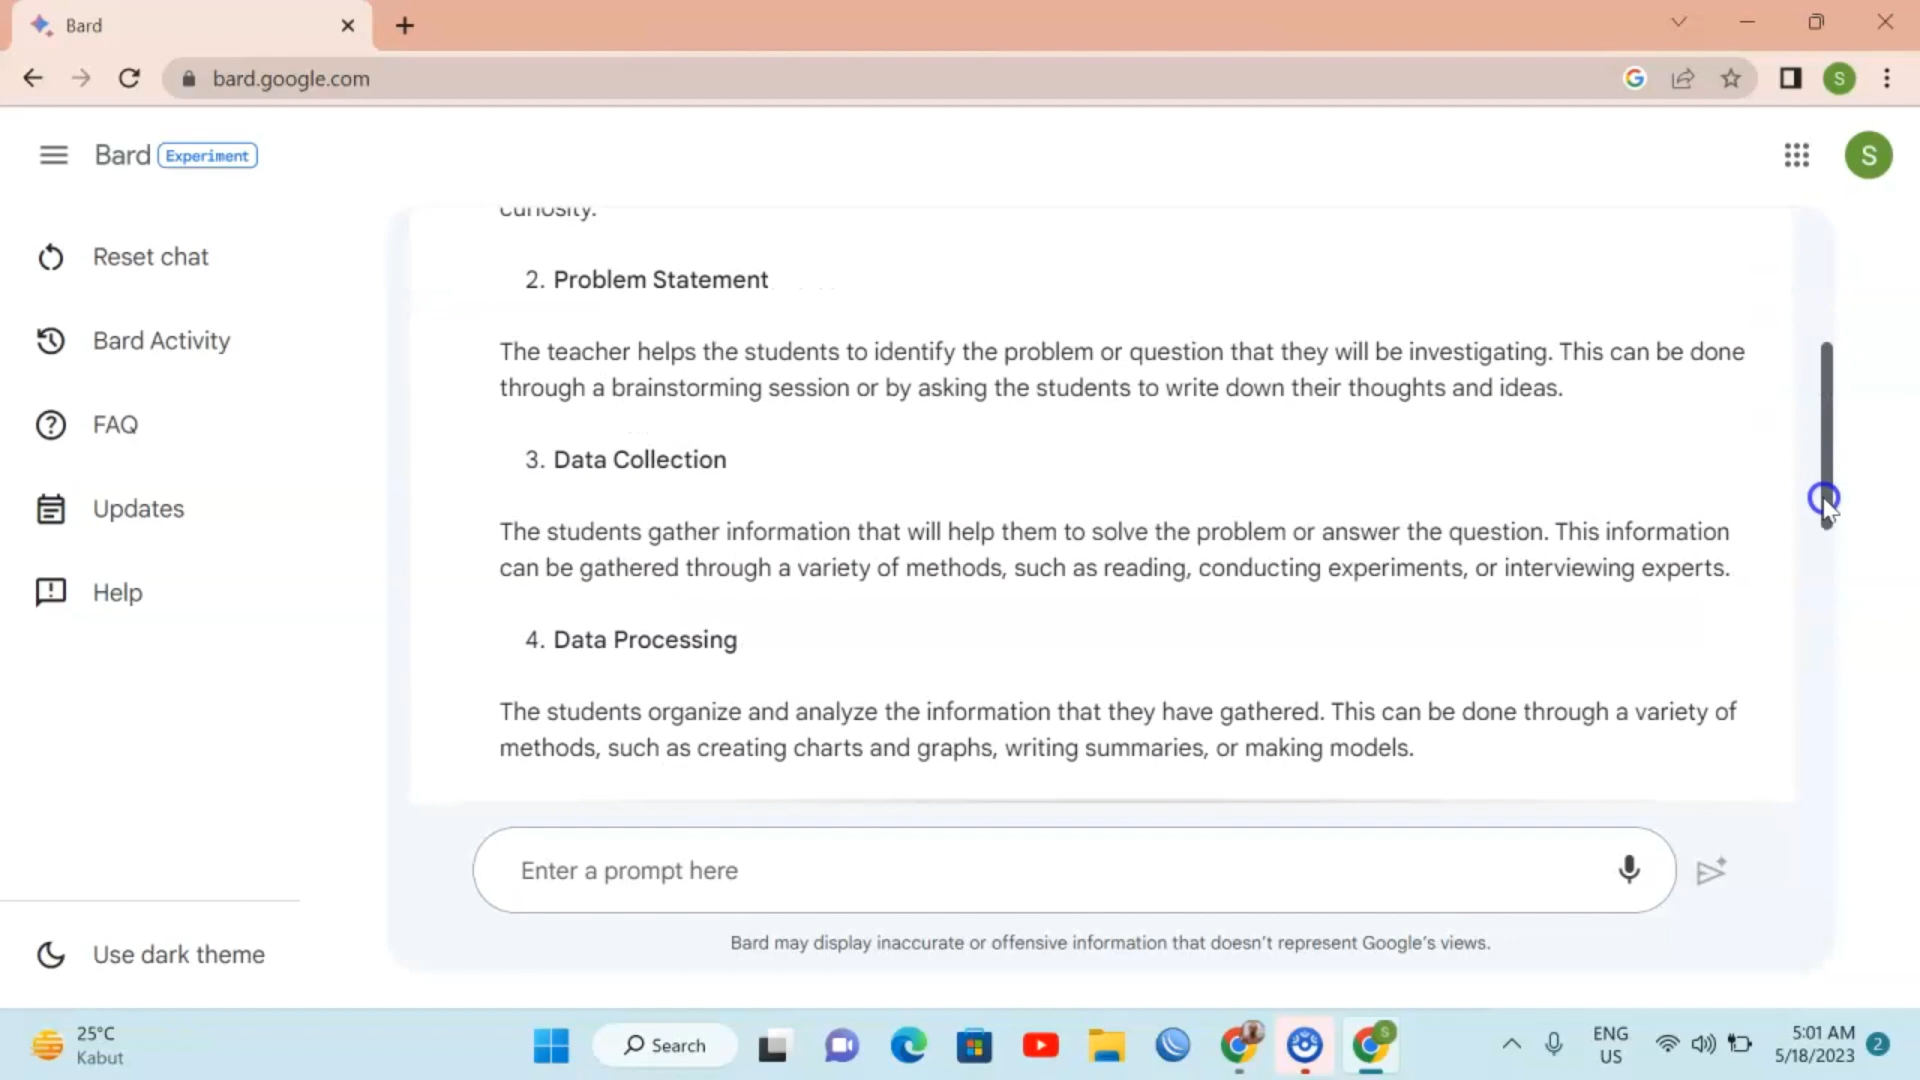 Bard
bard.google.com
S
Bard Experiment
S
Reset chat
Bard Activity
FAQ
Updates
Help
Use dark theme
curiosity.
2. Problem Statement
The teacher helps the students to identify the problem or question that they will be investigating. This can be done
through a brainstorming session or by asking the students to write down their thoughts and ideas.
3. Data Collection
The students gather information that will help them to solve the problem or answer the question. This information
can be gathered through a variety of methods, such as reading, conducting experiments, or interviewing experts.
4. Data Processing
The students organize and analyze the information that they have gathered. This can be done through a variety of
methods, such as creating charts and graphs, writing summaries, or making models.
Enter a prompt here
Bard may display inaccurate or offensive information that doesn't represent Google's views.
25°C
Kabut
Search
S
ENG
US
5:01 AM
5/18/2023
2